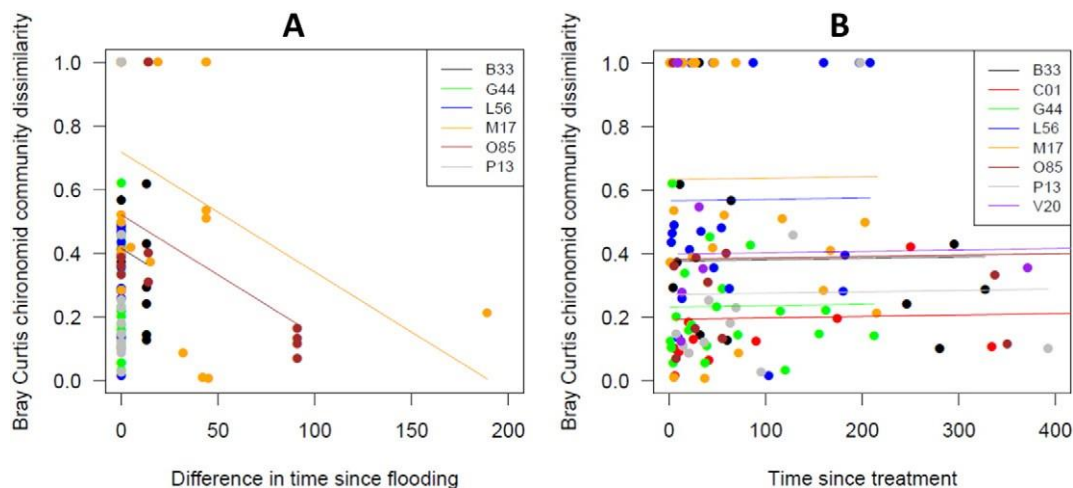 A
B
Bray Curtis chironomid community dissimilarity
1.0
0.8
0.6
0.4
0.2
0.0
B33
G44
L56
M17
O85
P13
0
50
100
150
200
Difference in time since flooding
Bray Curtis chironomid community dissimilarity
1.0
0.8
0.6
0.4
0.2
0.0
B33
C01
G44
L56
M17
O85
P13
V20
0
100
200
300
400
Time since treatment